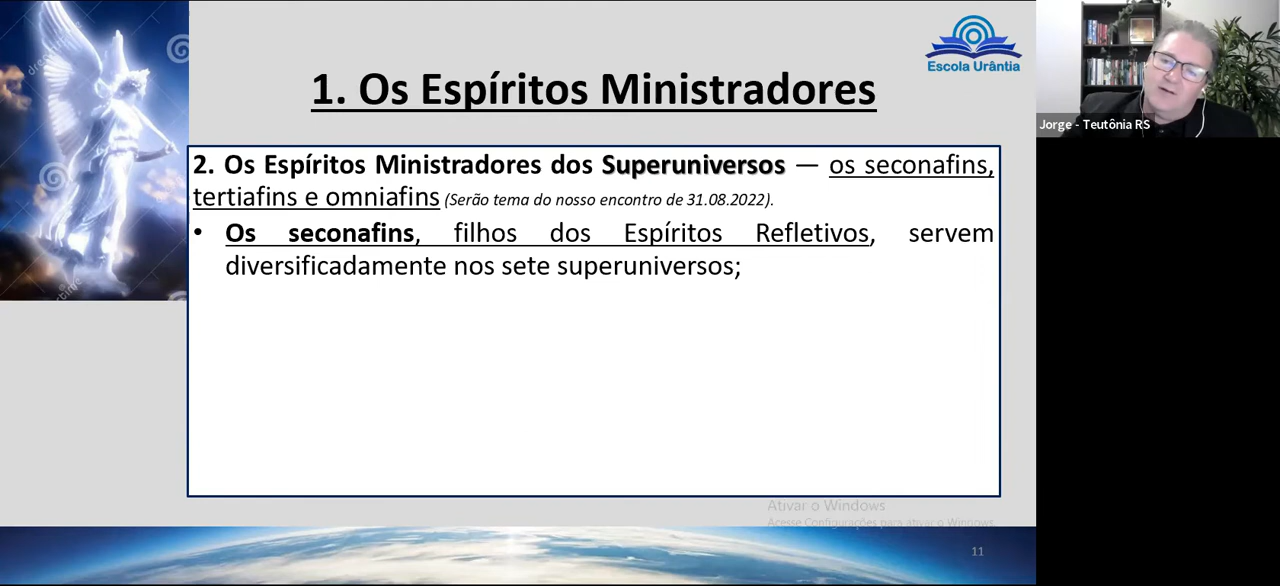 Escola Urântia
1. Os Espíritos Ministradores
2. Os Espíritos Ministradores dos Superuniversos — os seconafins,
tertiafins e omniafins (Serão tema do nosso encontro de 31.08.2022).
• Os seconafins, filhos dos Espíritos Refletivos, servem
diversificadamente nos sete superuniversos;
Ativar o Windows
Acesse Configurações para ativar o Windows.
11
Jorge - Teutônia RS